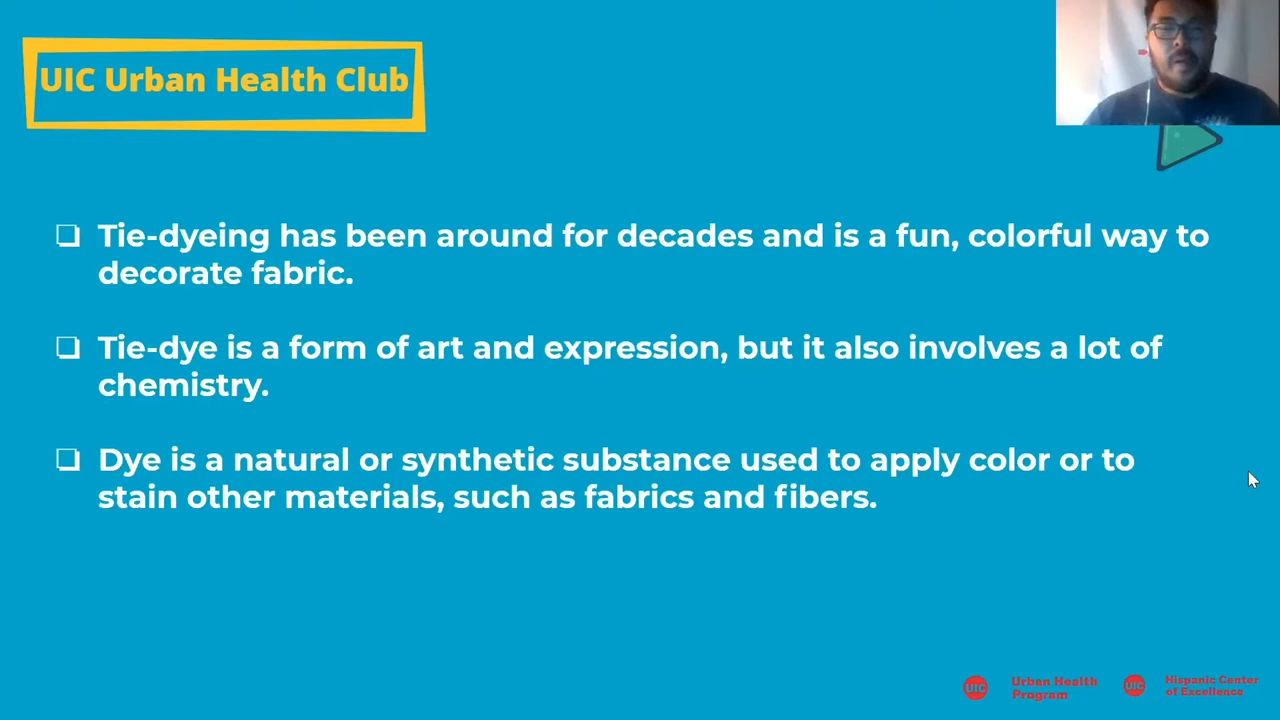 UIC Urban Health Club
❏ Tie-dyeing has been around for decades and is a fun, colorful way to
decorate fabric.
❏ Tie-dye is a form of art and expression, but it also involves a lot of
chemistry.
❏ Dye is a natural or synthetic substance used to apply color or to
stain other materials, such as fabrics and fibers.
UIC Urban Health
Program
UIC Hispanic Center
of Excellence